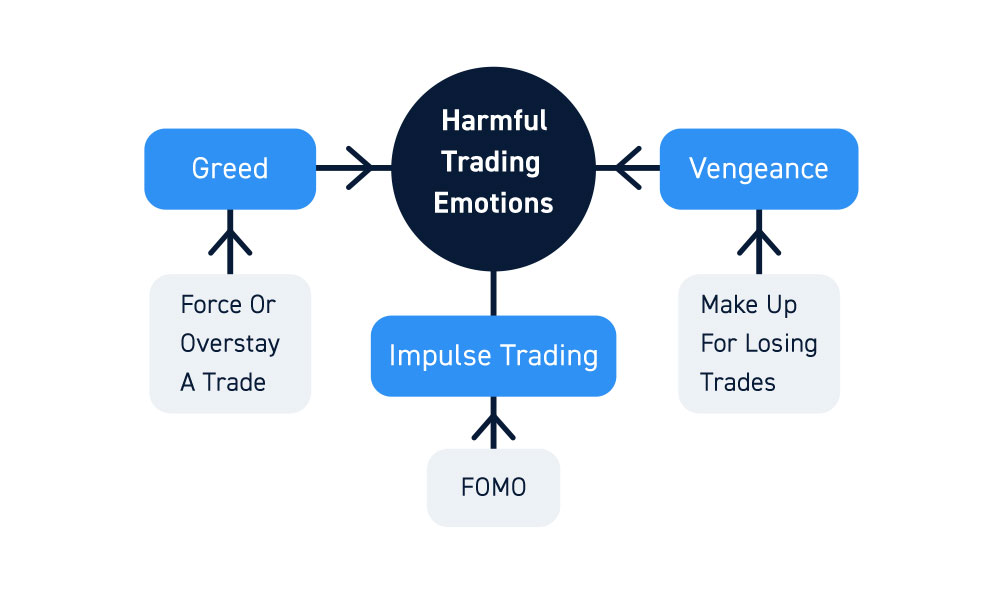 Harmful
Trading
Emotions
Greed
Vengeance
Force Or
Overstay
A Trade
Impulse Trading
Make Up
For Losing
Trades
FOMO